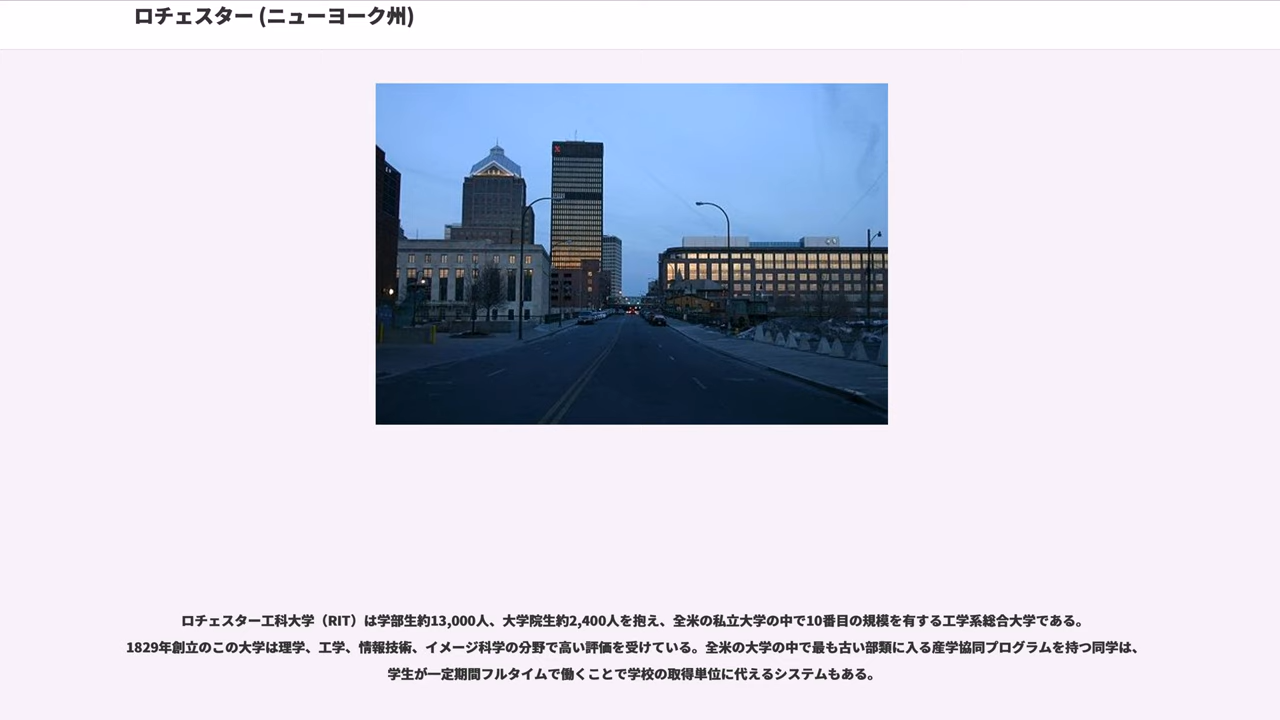 ロチェスター (ニューヨーク州)
ロチェスター工科大学（RIT）は学部生約13,000人、大学院生約2,400人を抱え、全米の私立大学の中で10番目の規模を有する工学系総合大学である。
1829年創立のこの大学は理学、工学、情報技術、イメージ科学の分野で高い評価を受けている。全米の大学の中で最も古い部類に入る産学協同プログラムを持つ同学は、
学生が一定期間フルタイムで働くことで学校の取得単位に代えるシステムもある。